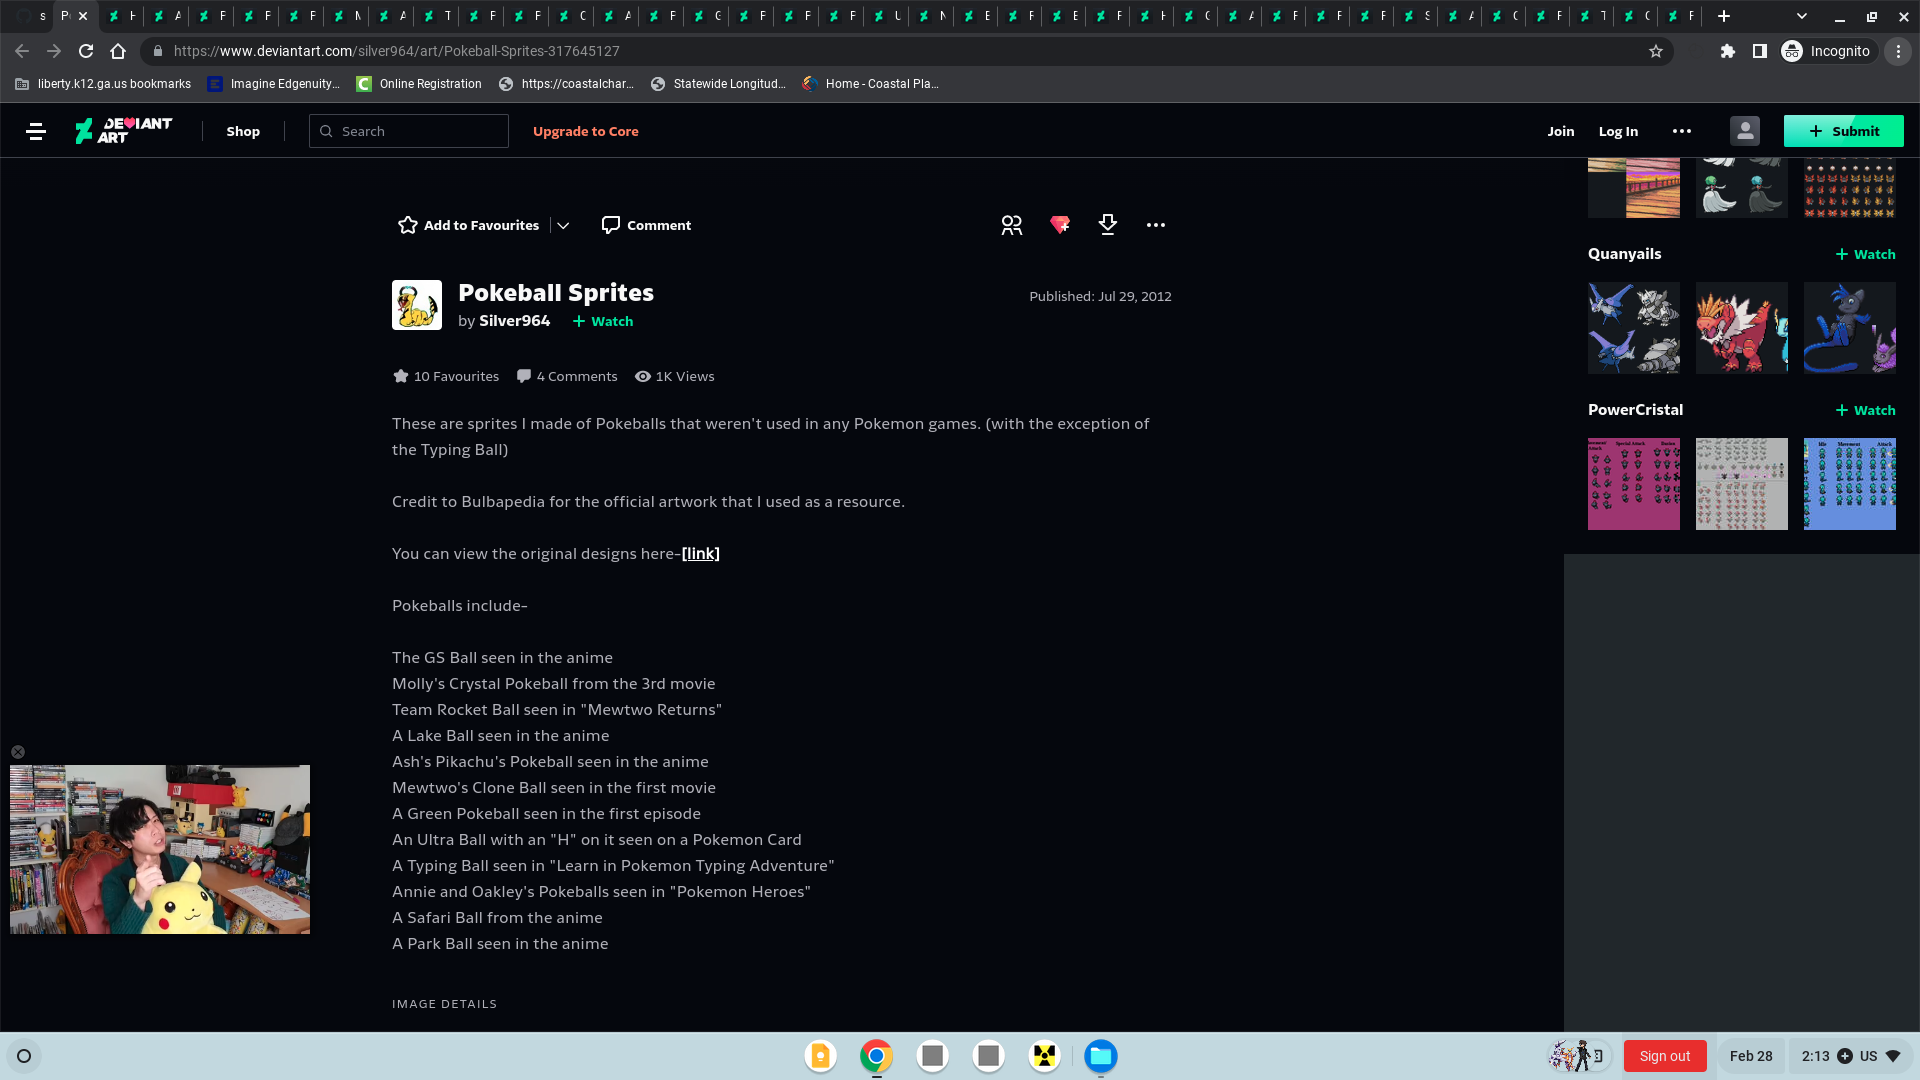 https://www.deviantart.com/silver964/art/Pokeball-Sprites-317645127
Incognito
liberty.k12.ga.us bookmarks
Imagine Edgenuity...
Online Registration
https://coastalchar...
Statewide Longitud...
Home - Coastal Pla...
DEVIANT ART
Shop
Search
Upgrade to Core
Join
Log In
Submit
Add to Favourites
Comment
Quanyails
Watch
Pokeball Sprites
Published: Jul 29, 2012
by Silver964
Watch
10 Favourites
4 Comments
1K Views
PowerCristal
Watch
These are sprites I made of Pokeballs that weren't used in any Pokemon games. (with the exception of
the Typing Ball)
Credit to Bulbapedia for the official artwork that I used as a resource.
You can view the original designs here-[link]
Pokeballs include-
The GS Ball seen in the anime
Molly's Crystal Pokeball from the 3rd movie
Team Rocket Ball seen in "Mewtwo Returns"
A Lake Ball seen in the anime
Ash's Pikachu's Pokeball seen in the anime
Mewtwo's Clone Ball seen in the first movie
A Green Pokeball seen in the first episode
An Ultra Ball with an "H" on it seen on a Pokemon Card
A Typing Ball seen in "Learn in Pokemon Typing Adventure"
Annie and Oakley's Pokeballs seen in "Pokemon Heroes"
A Safari Ball from the anime
A Park Ball seen in the anime
IMAGE DETAILS
Sign out
Feb 28
2:13
US